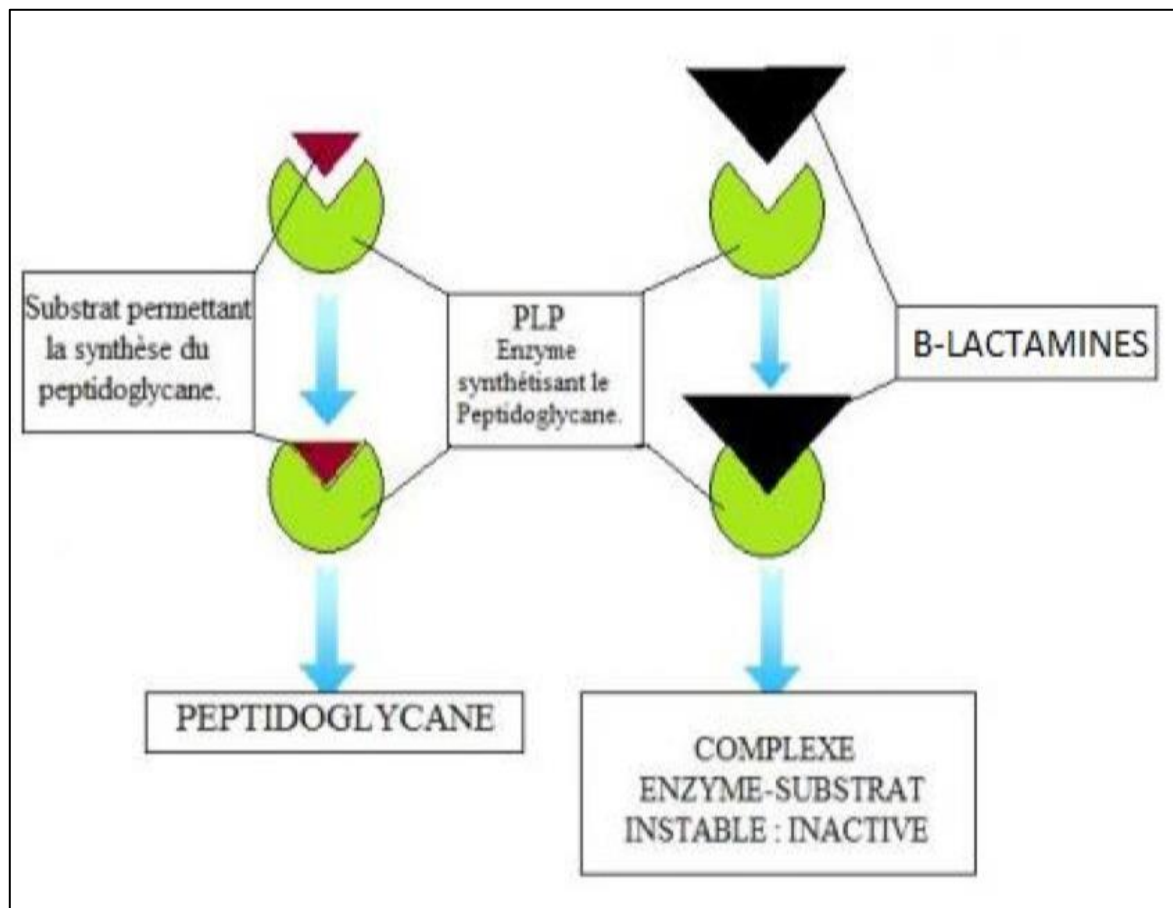 Substrat permettant
la synthèse du
peptidoglycane.
PLP
Enzyme
synthétisant le
Peptidoglycane.
B-LACTAMINES
PEPTIDOGLYCANE
COMPLEXE
ENZYME-SUBSTRAT
INSTABLE : INACTIVE